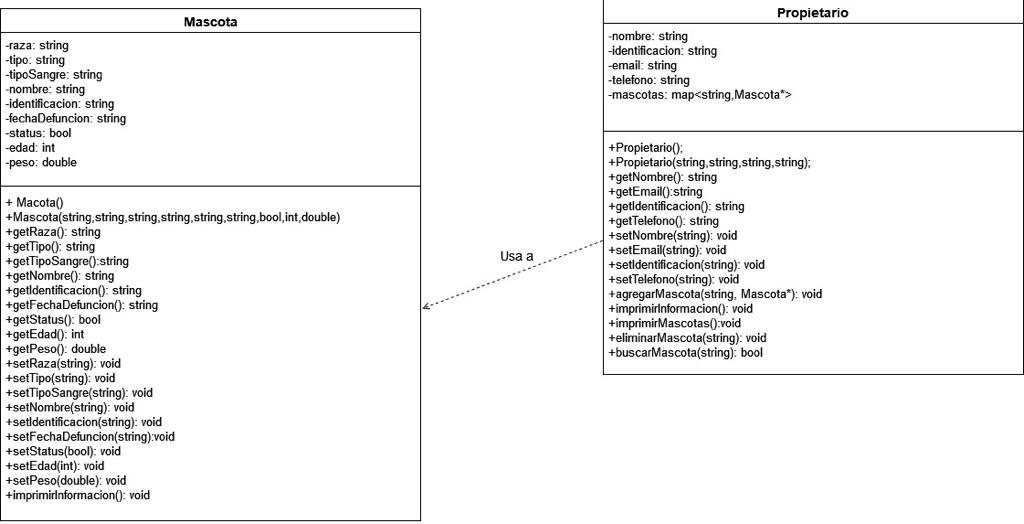 Mascota
-raza: string
-tipo: string
-tipoSangre: string
-nombre: string
-identificacion: string
-fechaDefuncion: string
-status: bool
-edad: int
-peso: double
+ Macota()
+Mascota(string,string,string,string,string,string,bool,int,double)
+getRaza(): string
+getTipo(): string
+getTipoSangre():string
+getNombre(): string
+getIdentificacion(): string
+getFechaDefuncion(): string
+getStatus(): bool
+getEdad(): int
+getPeso(): double
+setRaza(string): void
+setTipo(string): void
+setTipoSangre(string): void
+setNombre(string): void
+setIdentificacion(string): void
+setFechaDefuncion(string):void
+setStatus(bool): void
+setEdad(int): void
+setPeso(double): void
+imprimirInformacion(): void
Usa a
Propietario
-nombre: string
-identificacion: string
-email: string
-telefono: string
-mascotas: map<string,Mascota*>
+Propietario();
+Propietario(string,string,string,string);
+getNombre(): string
+getEmail():string
+getIdentificacion(): string
+getTelefono(): string
+setNombre(string): void
+setEmail(string): void
+setIdentificacion(string): void
+setTelefono(string): void
+agregarMascota(string, Mascota*): void
+imprimirInformacion(): void
+imprimirMascotas():void
+eliminarMascota(string): void
+buscarMascota(string): bool